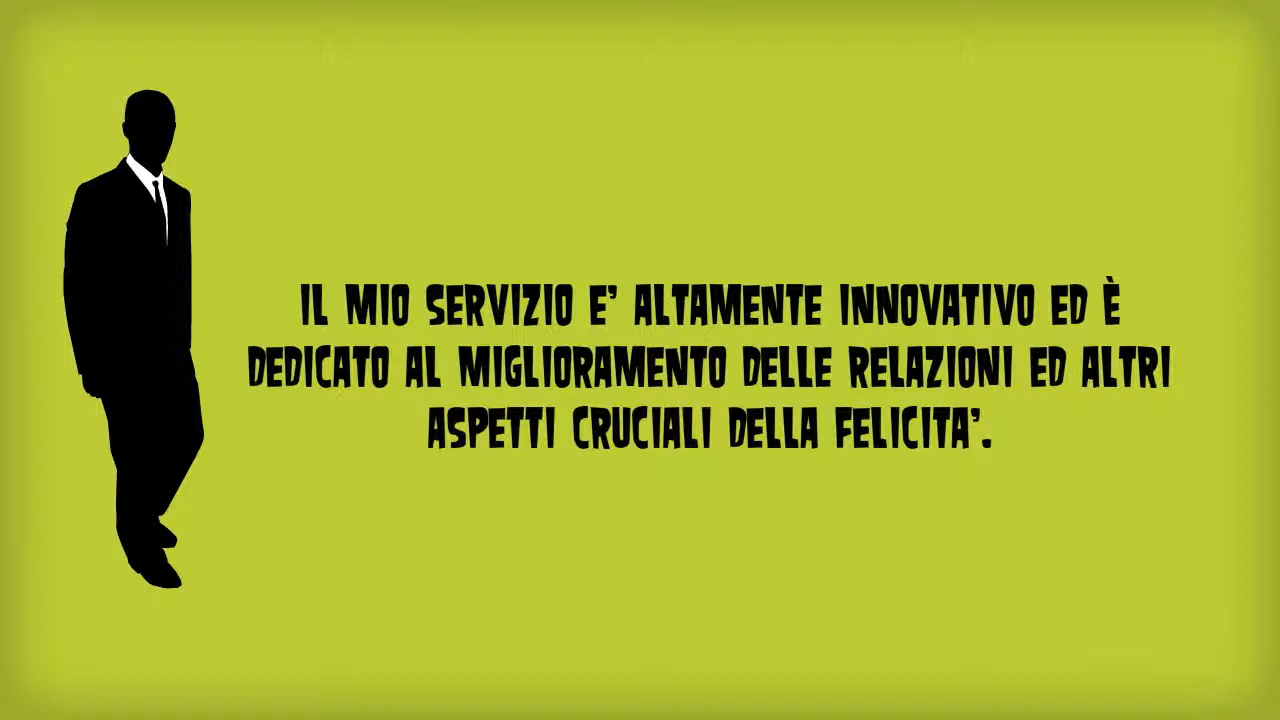 IL MIO SERVIZIO E' ALTAMENTE INNOVATIVO ED È
DEDICATO AL MIGLIORAMENTO DELLE RELAZIONI ED ALTRI
ASPETTI CRUCIALI DELLA FELICITA'.